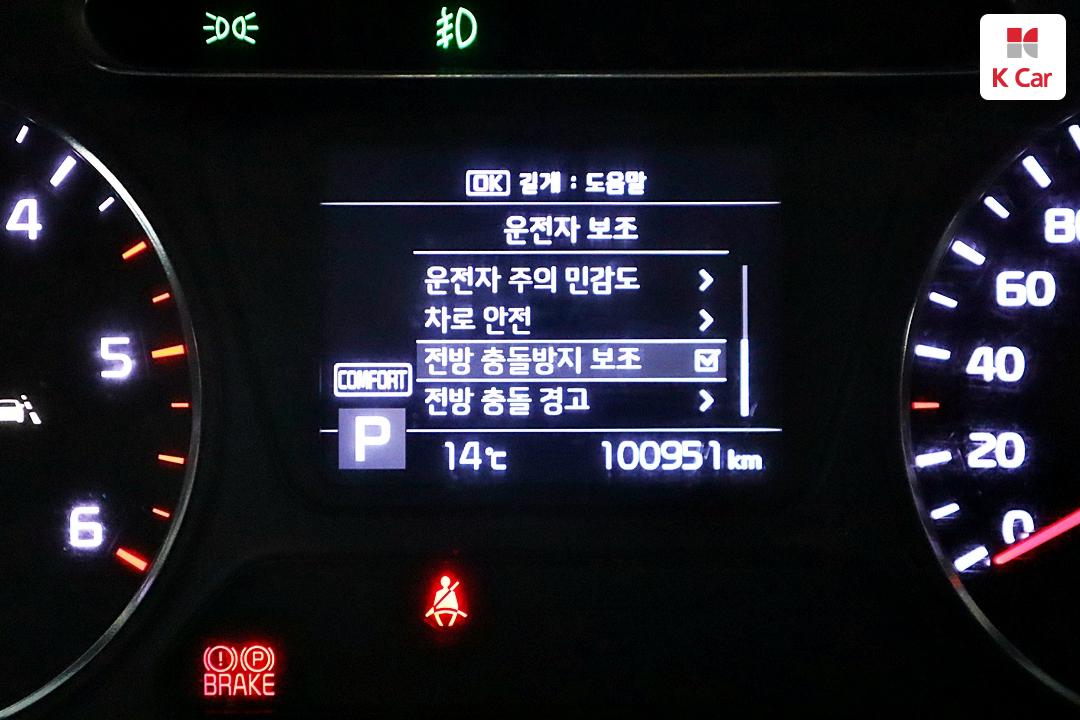 K Car
OK 길게 : 도움말
운전자 보조
운전자 주의 민감도
차로 안전
전방 충돌방지 보조
전방 충돌 경고
COMFORT
P
14℃
100951 km
4
5
6
80
60
40
20
0
(!) (P)
BRAKE